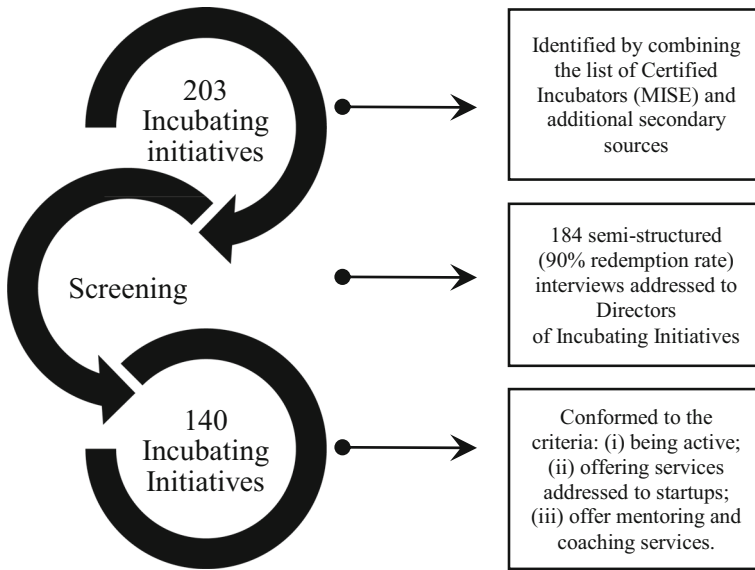 203
Incubating
initiatives
Identified by combining
the list of Certified
Incubators (MISE) and
additional secondary
sources
Screening
184 semi-structured
(90% redemption rate)
interviews addressed to
Directors
of Incubating Initiatives
140
Incubating
Initiatives
Conformed to the
criteria: (i) being active;
(ii) offering services
addressed to startups;
(iii) offer mentoring and
coaching services.